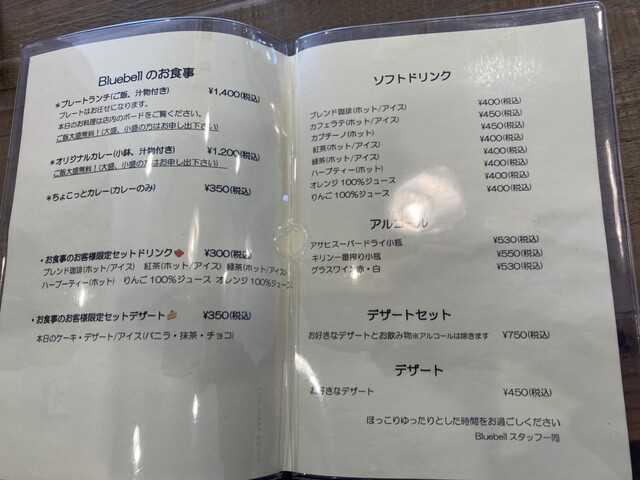 Bluebell のお食事
*プレートランチ(ご飯、汁物付き) ¥1,400(税込)
プレートはお任せになります。
本日のお料理は店内のボードをご覧ください。
ご飯大盛無料！(大盛、小盛の方はお申し出下さい)
*オリジナルカレー(小鉢、汁物付き) ¥1,200(税込)
ご飯大盛無料！(大盛、小盛の方はお申し出下さい)
*ちょこっとカレー(カレーのみ) ¥350(税込)
・お食事のお客様限定セットドリンク ¥300(税込)
ブレンド珈琲(ホット/アイス) 紅茶(ホット/アイス) 緑茶(ホット/アイス)
ハーブーティー(ホット) りんご100%ジュース オレンジ100%ジュース
・お食事のお客様限定セットデザート ¥350(税込)
本日のケーキ・デザート/アイス(バニラ・抹茶・チョコ)
ソフトドリンク
ブレンド珈琲(ホット/アイス) ¥400(税込)
カフェラテ(ホット/アイス) ¥450(税込)
カプチーノ(ホット) ¥450(税込)
紅茶(ホット/アイス) ¥400(税込)
緑茶(ホット/アイス) ¥400(税込)
ハーブティー(ホット) ¥400(税込)
オレンジ100%ジュース ¥400(税込)
りんご100%ジュース ¥400(税込)
アルコール
アサヒスーパードライ小瓶 ¥530(税込)
キリン一番搾り小瓶 ¥550(税込)
グラスワイン赤・白 ¥530(税込)
デザートセット
お好きなデザートとお飲み物※アルコールは除きます ¥750(税込)
デザート
お好きなデザート ¥450(税込)
ほっこりゆったりとした時間をお過ごしください
Bluebell スタッフ一同